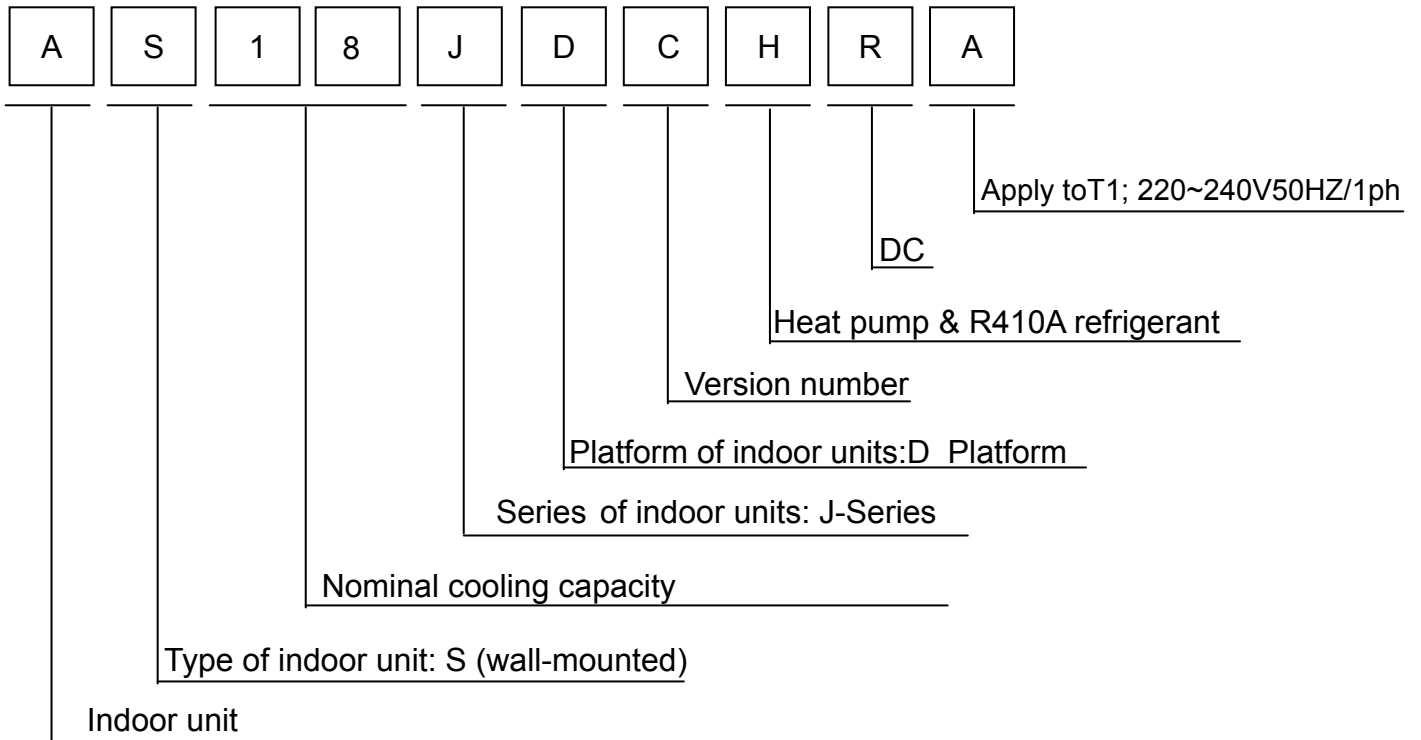 A S 1 8 J D C H R A
Apply toT1; 220~240V50HZ/1ph
DC
Heat pump & R410A refrigerant
Version number
Platform of indoor units:D Platform
Series of indoor units: J-Series
Nominal cooling capacity
Type of indoor unit: S (wall-mounted)
Indoor unit